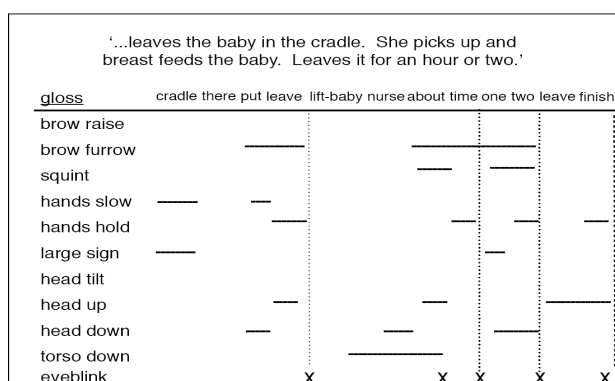 ‘...leaves the baby in the cradle.  She picks up and
breast feeds the baby.  Leaves it for an hour or two.’
gloss cradle there put leave lift-baby nurse about time one two leave finish
brow raise
brow furrow
squint
hands slow
hands hold
large sign
head tilt
head up
head down
torso down
eyeblink X X X X X